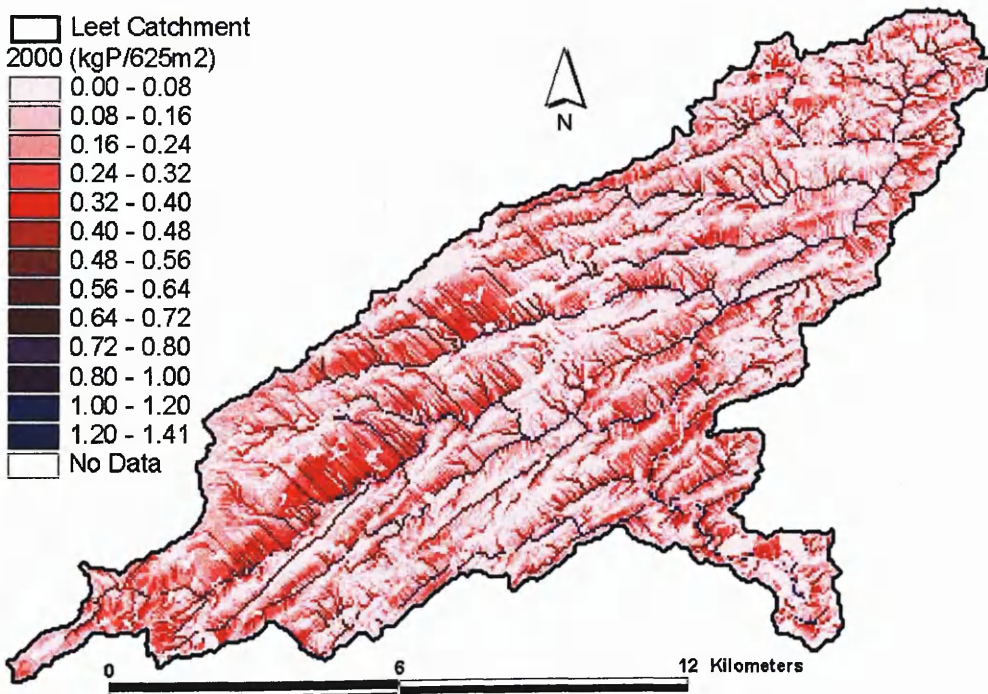 Leet Catchment
2000 (kgP/625m2)
0.00 - 0.08
0.08 - 0.16
0.16 - 0.24
0.24 - 0.32
0.32 - 0.40
0.40 - 0.48
0.48 - 0.56
0.56 - 0.64
0.64 - 0.72
0.72 - 0.80
0.80 - 1.00
1.00 - 1.20
1.20 - 1.41
No Data
N
0 6 12 Kilometers